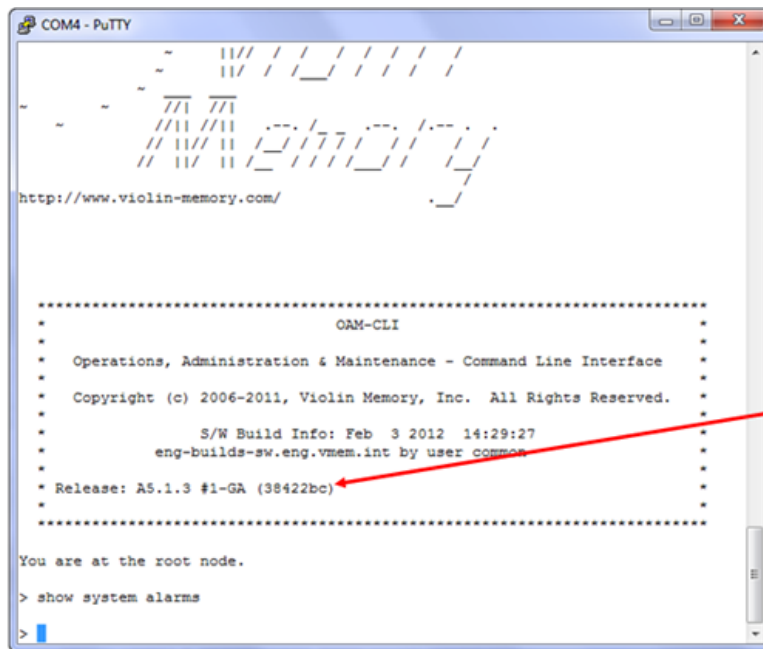 COM4 - PuTTY
Memory
http://www.violin-memory.com/
OAM-CLI
Operations, Administration & Maintenance - Command Line Interface
Copyright (c) 2006-2011, Violin Memory, Inc. All Rights Reserved.
S/W Build Info: Feb 3 2012 14:29:27
eng-builds-sw.eng.vmem.int by user common
Release: A5.1.3 #1-GA (38422bc)
You are at the root node.
> show system alarms
>